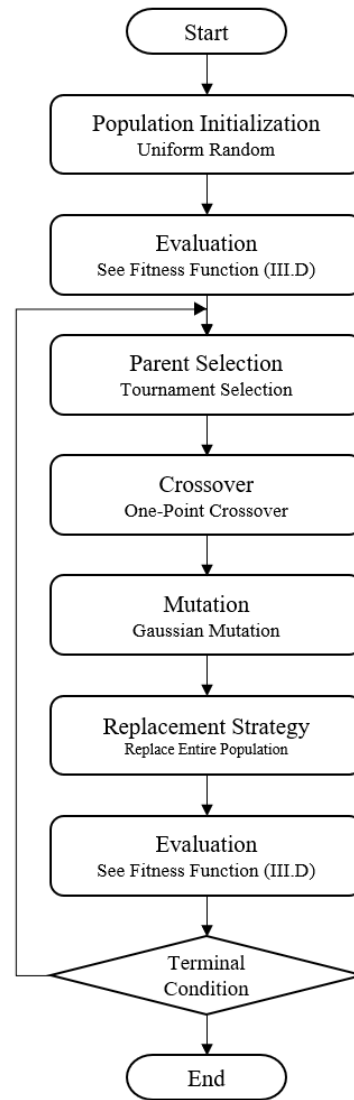 Start
Population Initialization
Uniform Random
Evaluation
See Fitness Function (III.D)
Parent Selection
Tournament Selection
Crossover
One-Point Crossover
Mutation
Gaussian Mutation
Replacement Strategy
Replace Entire Population
Evaluation
See Fitness Function (III.D)
Terminal
Condition
End